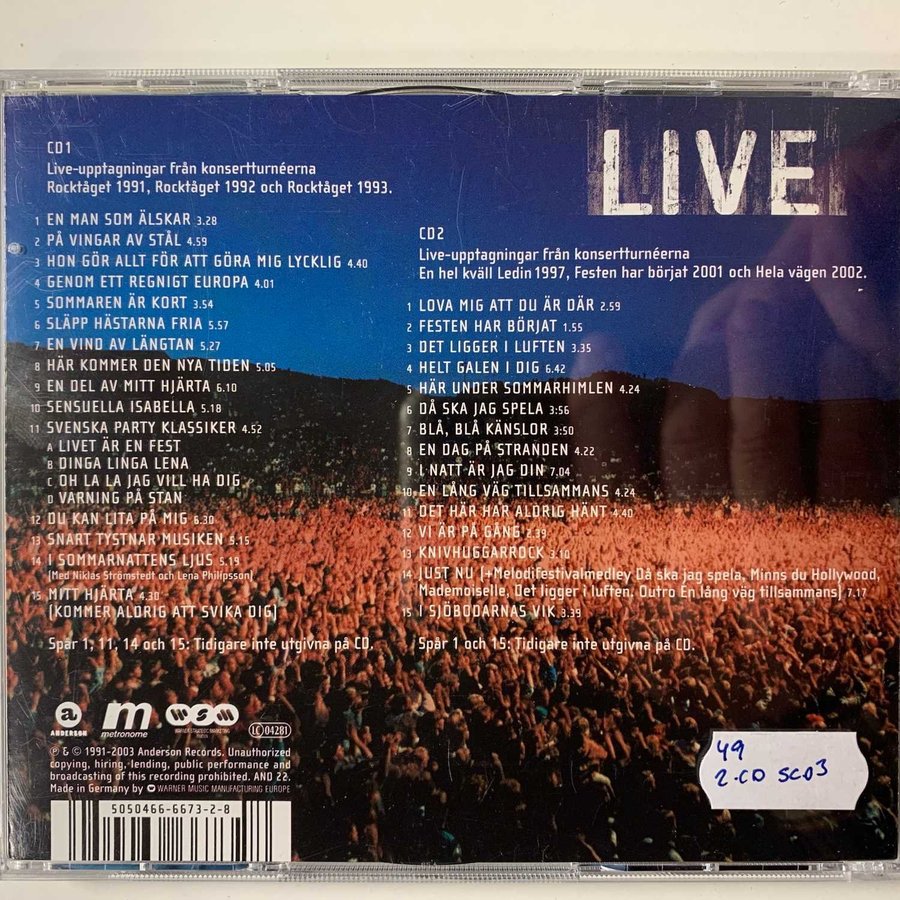 LIVE
CD1
Live-upptagningar från konsertturnéerna
Rocktåget 1991, Rocktåget 1992 och Rocktåget 1993.
1 EN MAN SOM ÄLSKAR 3.28
2 PÅ VINGAR AV STÅL 4.59
3 HON GÖR ALLT FÖR ATT GÖRA MIG LYCKLIG 4.40
4 GENOM ETT REGNIGT EUROPA 4.01
5 SOMMAREN ÄR KORT 3.54
6 SLÄPP HÄSTARNA FRIA 5.57
7 EN VIND AV LÄNGTAN 5.27
8 HÄR KOMMER DEN NYA TIDEN 5.05
9 EN DEL AV MITT HJÄRTA 6.10
10 SENSUELLA ISABELLA 5.18
11 SVENSKA PARTY KLASSIKER 4.52
A LIVET ÄR EN FEST
B DINGA LINGA LENA
C OH LA LA JAG VILL HA DIG
D VARNING PÅ STAN
12 DU KAN LITA PÅ MIG 6.30
13 SNART TYSTNAR MUSIKEN 5.15
14 I SOMMARNATTENS LJUS 5.19
(Med Niklas Strömstedt och Lena Philipsson)
15 MITT HJÄRTA 4.30
(KOMMER ALDRIG ATT SVIKA DIG)
Spår 1, 11, 14 och 15: Tidigare inte utgivna på CD.
CD2
Live-upptagningar från konsertturnéerna
En hel kväll Ledin 1997, Festen har börjat 2001 och Hela vägen 2002.
1 LOVA MIG ATT DU ÄR DÄR 2.59
2 FESTEN HAR BÖRJAT 1.55
3 DET LIGGER I LUFTEN 3.35
4 HELT GALEN I DIG 6.42
5 HÄR UNDER SOMMARHIMLEN 4.24
6 DÅ SKA JAG SPELA 3:56
7 BLÅ, BLÅ KÄNSLOR 3:50
8 EN DAG PÅ STRANDEN 4.22
9 I NATT ÄR JAG DIN 7.04
10 EN LÅNG VÄG TILLSAMMANS 4.24
11 DET HÄR HAR ALDRIG HÄNT 4.40
12 VI ÄR PÅ GÅNG 2.39
13 KNIVHUGGARROCK 3.10
14 JUST NU (+Melodifestivalmedley Då ska jag spela, Minns du Hollywood,
Mademoiselle, Det ligger i luften. Outro En lång väg tillsammans) 7.17
15 I SJÖBODARNAS VIK 3.39
Spår 1 och 15: Tidigare inte utgivna på CD.
a m wsm
ANDERSON metronome WARNER STRATEGIC MARKETING
LC 04281
℗ & © 1991-2003 Anderson Records. Unauthorized
copying, hiring, lending, public performance and
broadcasting of this recording prohibited. AND 22.
Made in Germany by WARNER MUSIC MANUFACTURING EUROPE
5050466-6673-2-8
49
2-CD SC03